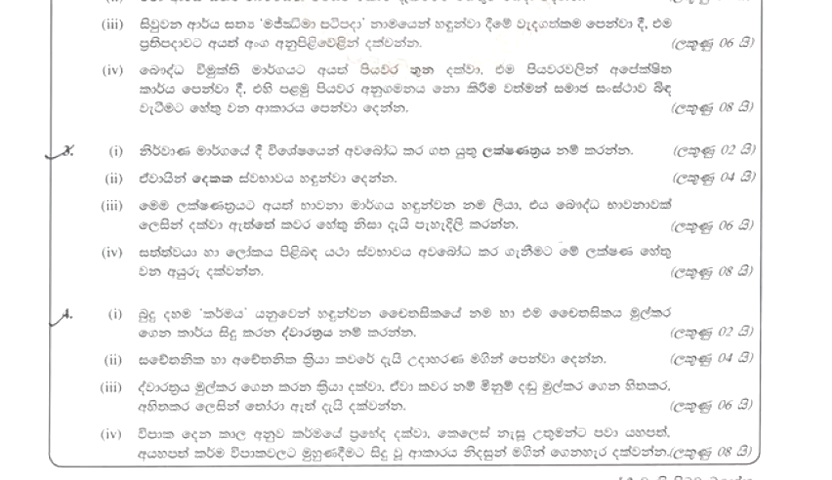 (iii) සිවුවන ආර්ය සත්‍ය ‘මජ්ඣිමා පටිපදා’ නාමයෙන් හඳුන්වා දීමේ වැදගත්කම පෙන්වා දී, එම
ප්‍රතිපදාවට අයත් අංග අනුපිළිවෙළින් දක්වන්න. (ලකුණු 06 යි)
(iv) බෞද්ධ විමුක්ති මාර්ගයට අයත් පියවර තුන දක්වා, එම පියවරවලින් අපේක්ෂිත
කාර්ය පෙන්වා දී, එහි පළමු පියවර අනුගමනය නො කිරීම වත්මන් සමාජ සංස්ථාව බිඳ
වැටීමට හේතු වන ආකාරය පෙන්වා දෙන්න. (ලකුණු 08 යි)
3. (i) නිර්වාණ මාර්ගයේ දී විශේෂයෙන් අවබෝධ කර ගත යුතු ලක්ෂණත්‍රය නම් කරන්න. (ලකුණු 02 යි)
(ii) ඒවායින් දෙකක ස්වභාවය හඳුන්වා දෙන්න. (ලකුණු 04 යි)
(iii) මෙම ලක්ෂණත්‍රයට අයත් භාවනා මාර්ගය හඳුන්වන නම ලියා, එය බෞද්ධ භාවනාවක්
ලෙසින් දක්වා ඇත්තේ කවර හේතු නිසා දැයි පැහැදිලි කරන්න. (ලකුණු 06 යි)
(iv) සත්ත්වයා හා ලෝකය පිළිබඳ යථා ස්වභාවය අවබෝධ කර ගැනීමට මේ ලක්ෂණ හේතු
වන අයුරු දක්වන්න. (ලකුණු 08 යි)
4. (i) බුදු දහම ‘කර්මය’ යනුවෙන් හඳුන්වන චෛතසිකයේ නම හා එම චෛතසිකය මුල්කර
ගෙන කාර්ය සිදු කරන ද්වාරත්‍රය නම් කරන්න. (ලකුණු 02 යි)
(ii) සචේතනික හා අචේතනික ක්‍රියා කවරේ දැයි උදාහරණ මගින් පෙන්වා දෙන්න. (ලකුණු 04 යි)
(iii) ද්වාරත්‍රය මුල්කර ගෙන කරන ක්‍රියා දක්වා, ඒවා කවර නම් මිනුම් දඬු මුල්කර ගෙන හිතකර,
අහිතකර ලෙසින් තෝරා ඇත් දැයි දක්වන්න. (ලකුණු 06 යි)
(iv) විපාක දෙන කාල අනුව කර්මයේ ප්‍රභේද දක්වා, කෙලෙස් නැසූ උතුමන්ට පවා යහපත්,
අයහපත් කර්ම විපාකවලට මුහුණදීමට සිදු වූ ආකාරය නිදසුන් මගින් ගෙනහැර දක්වන්න. (ලකුණු 08 යි)